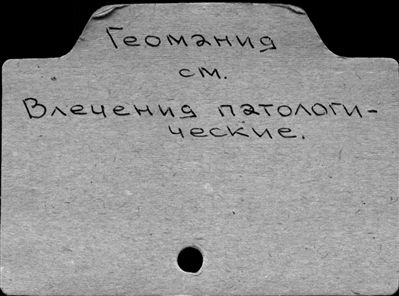 Геомания
см.
Влечения патологи-
ческие.